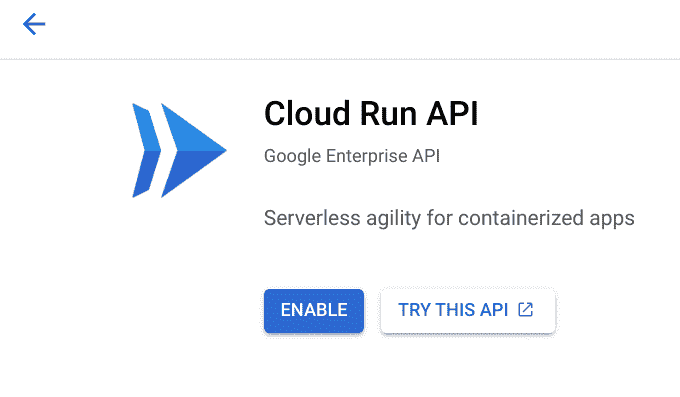 Cloud Run API
Google Enterprise API
Serverless agility for containerized apps
ENABLE
TRY THIS API